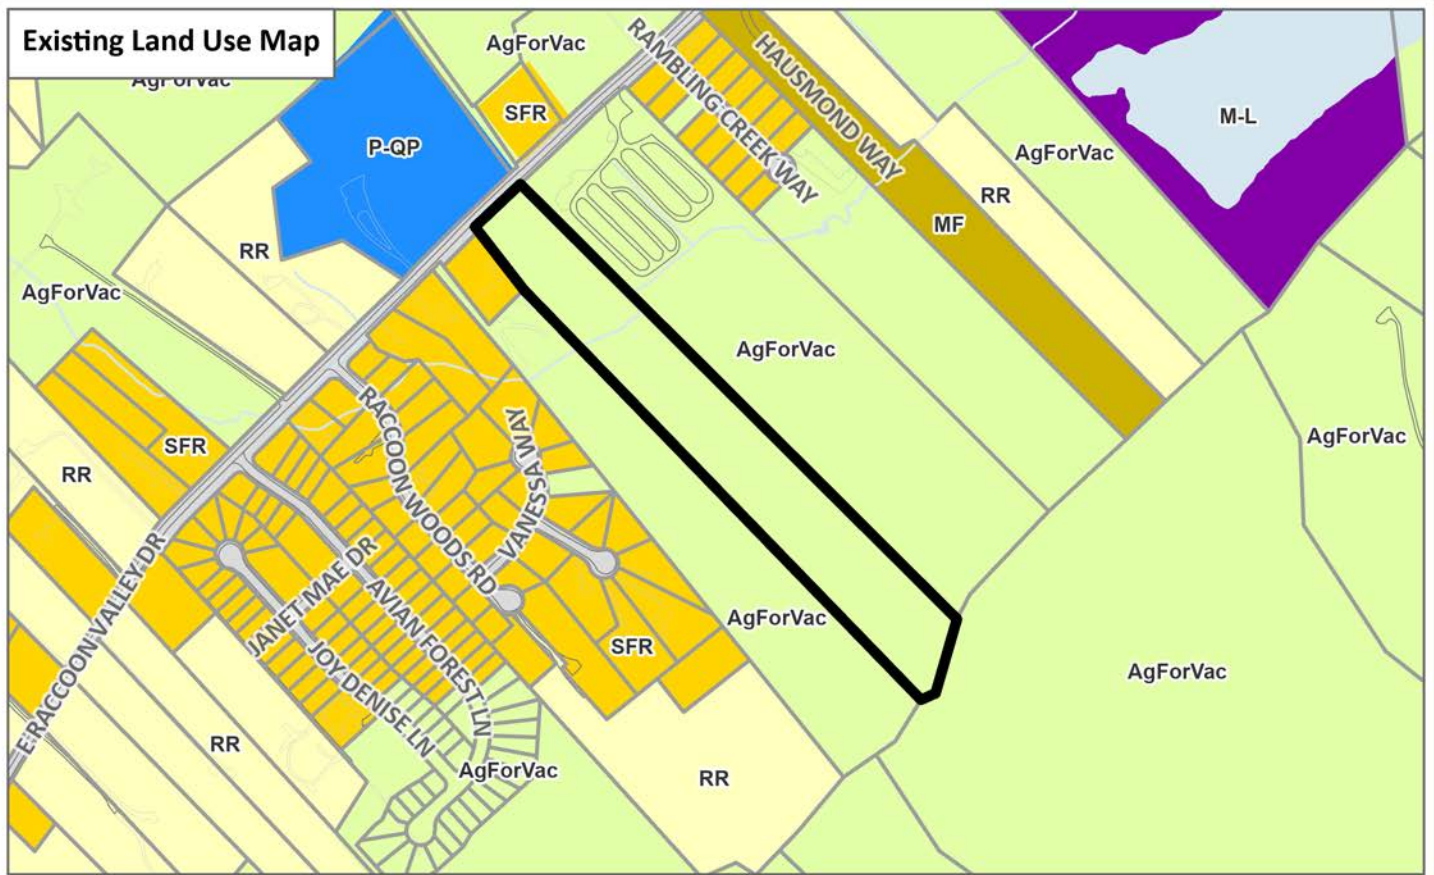 Existing Land Use Map
AgForVac
AgForVac
SFR
RAMBLING CREEK WAY
HAUSMOND WAY
M-L
P-QP
AgForVac
RR
MF
RR
AgForVac
AgForVac
RACCOON WOODS RD
VANESSA WAY
SFR
AgForVac
RR
E RACCOON VALLEY DR
JANET MAE DR
AVIAN FOREST LN
JOY DENISE LN
AgForVac
SFR
AgForVac
RR
AgForVac
RR